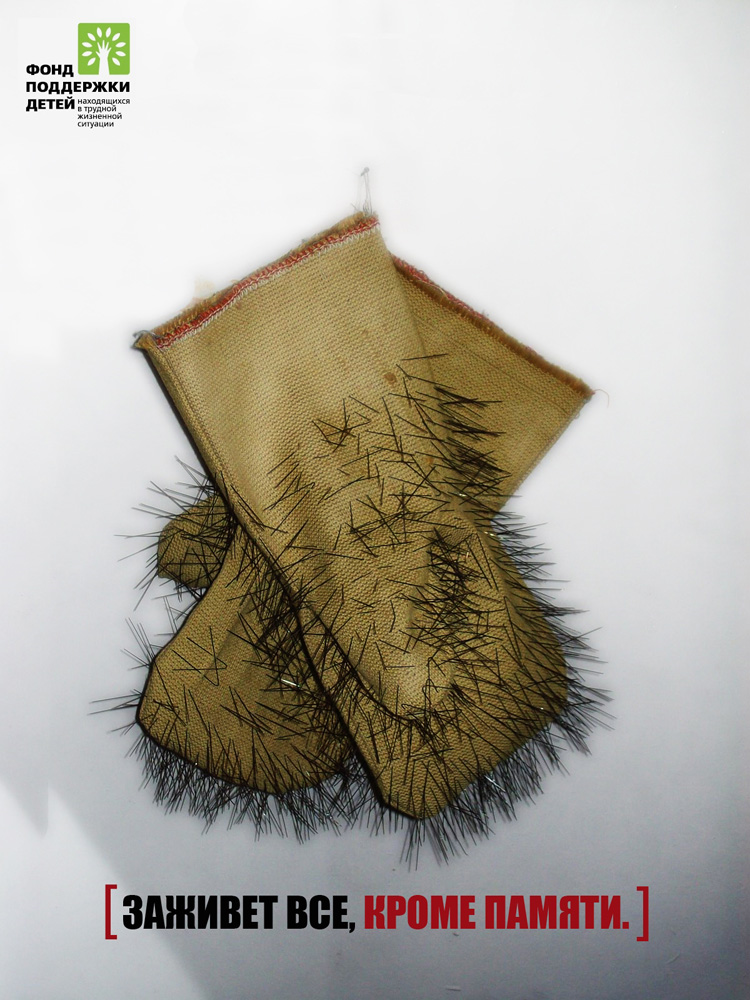 ФОНД
ПОДДЕРЖКИ
ДЕТЕЙ
находящихся
в трудной
жизненной
ситуации
[ЗАЖИВЕТ ВСЕ, КРОМЕ ПАМЯТИ.]